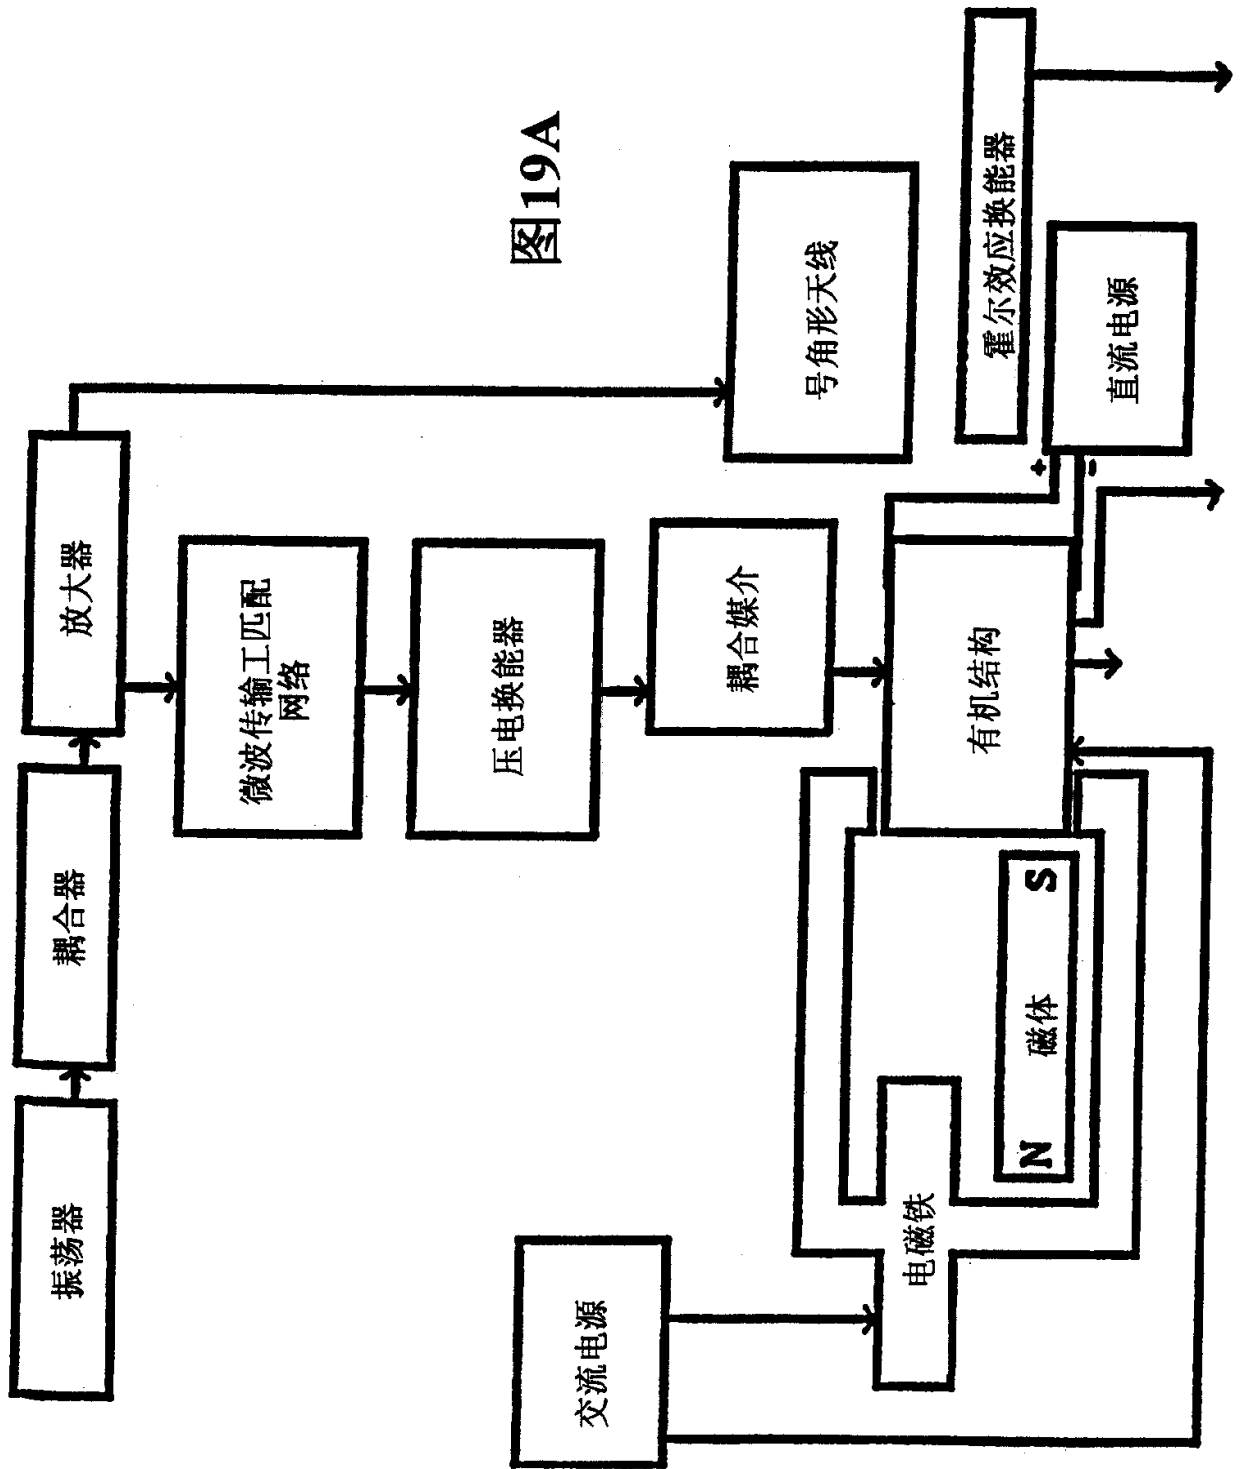 振荡器
耦合器
放大器
微波传输工匹配
网络
压电换能器
耦合媒介
号角形天线
图19A
交流电源
电磁铁
N
磁体
S
有机结构
+
-
直流电源
霍尔效应换能器